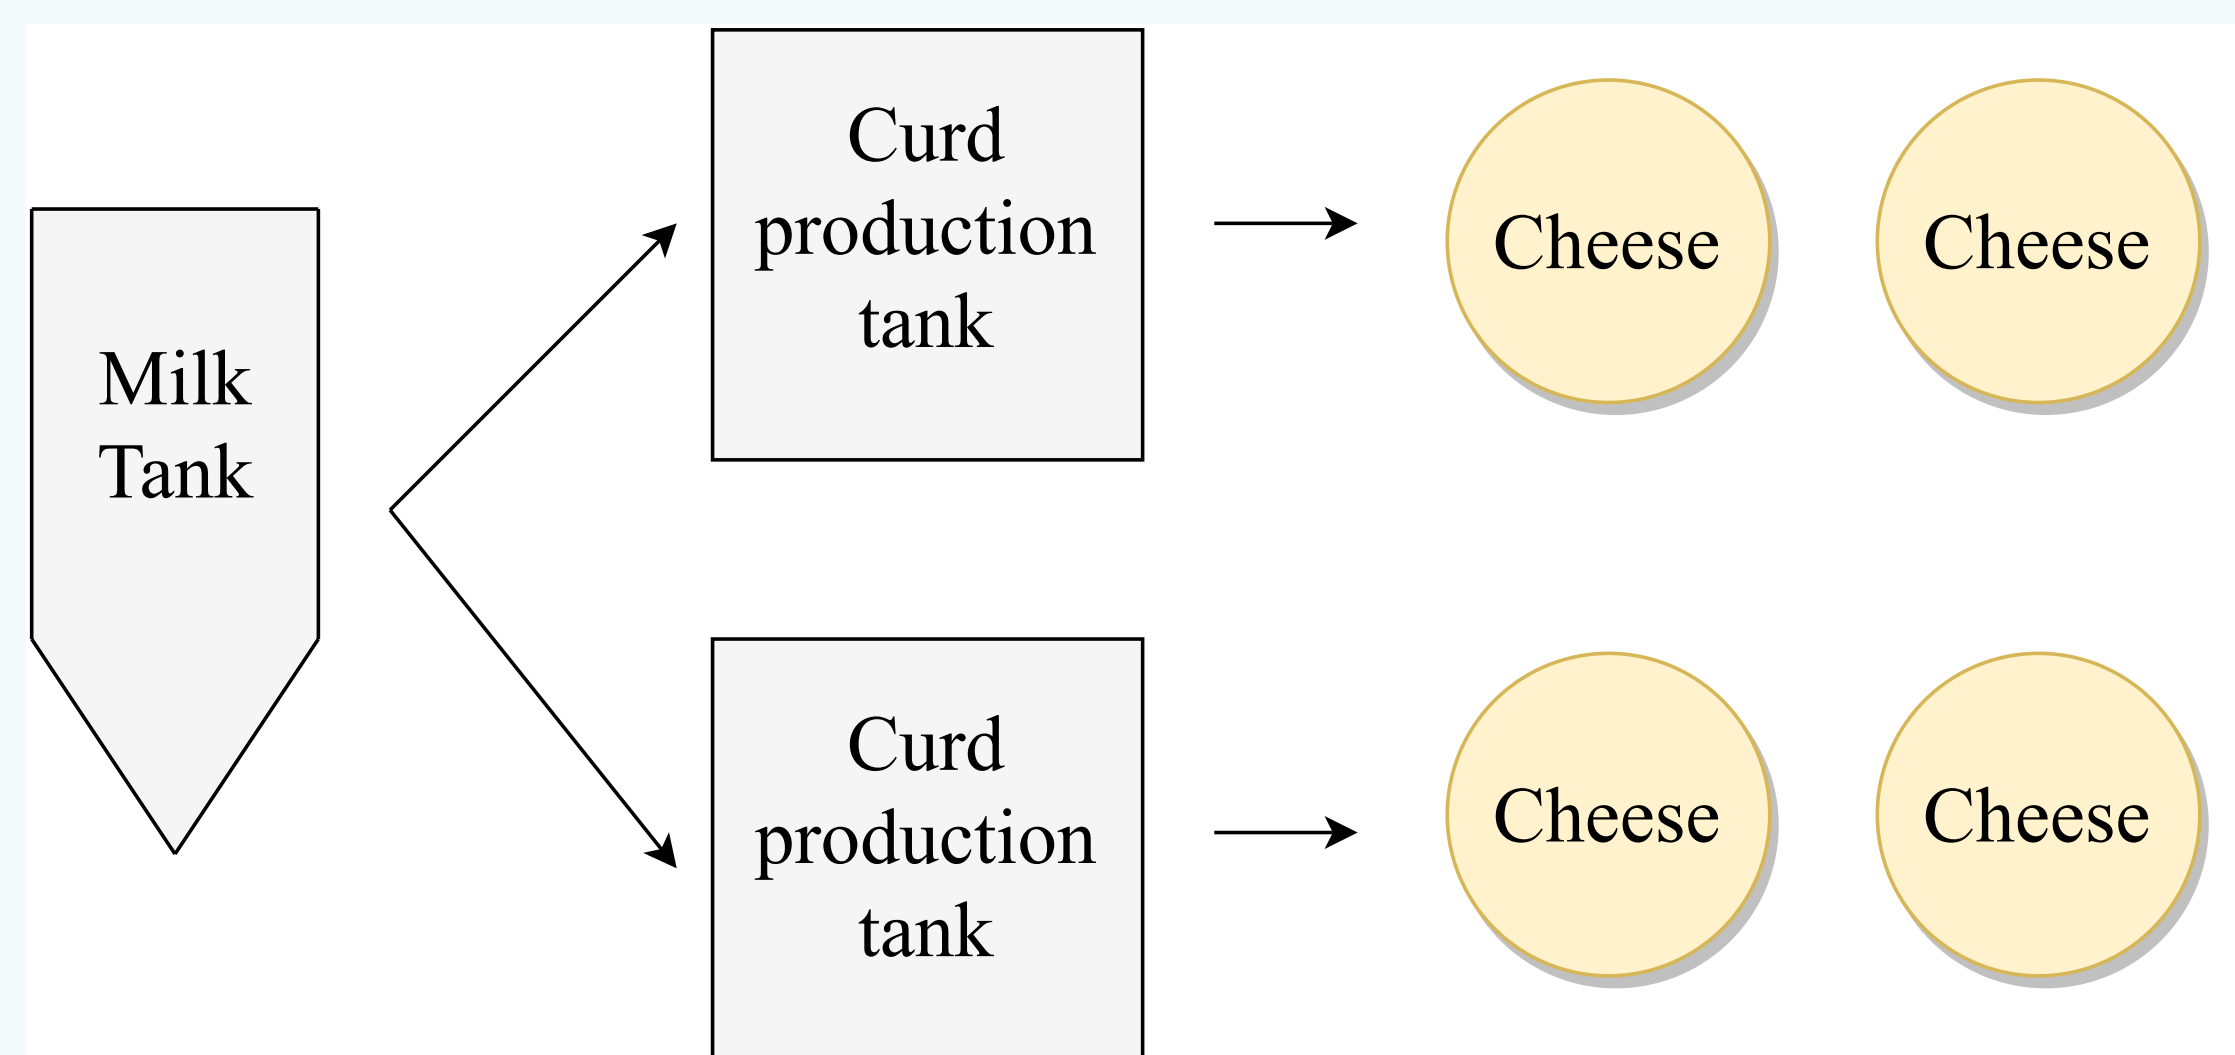 Milk
Tank
Curd
production
tank
Cheese
Cheese
Curd
production
tank
Cheese
Cheese